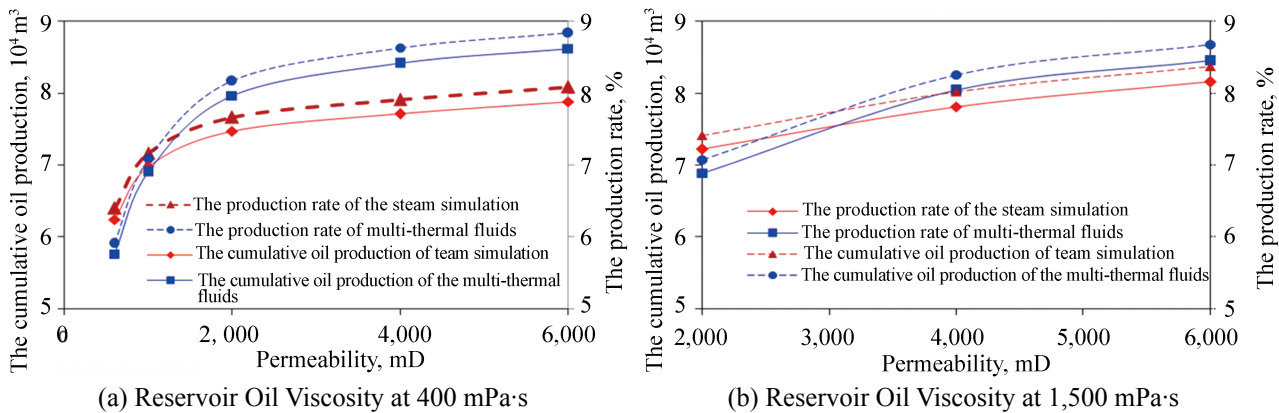 The cumulative oil production, 10⁴ m³
9
8
7
6
5
0
2,000
4,000
6,000
Permeability, mD
9
8
7
6
5
The production rate, %
The production rate of the steam simulation
The production rate of multi-thermal fluids
The cumulative oil production of team simulation
The cumulative oil production of the multi-thermal
fluids
(a) Reservoir Oil Viscosity at 400 mPa·s
The cumulative oil production, 10⁴ m³
9
8
7
6
5
2,000
3,000
4,000
5,000
6,000
Permeability, mD
9
8
7
6
5
The production rate, %
The production rate of the steam simulation
The production rate of multi-thermal fluids
The cumulative oil production of team simulation
The cumulative oil production of the multi-thermal fluids
(b) Reservoir Oil Viscosity at 1,500 mPa·s